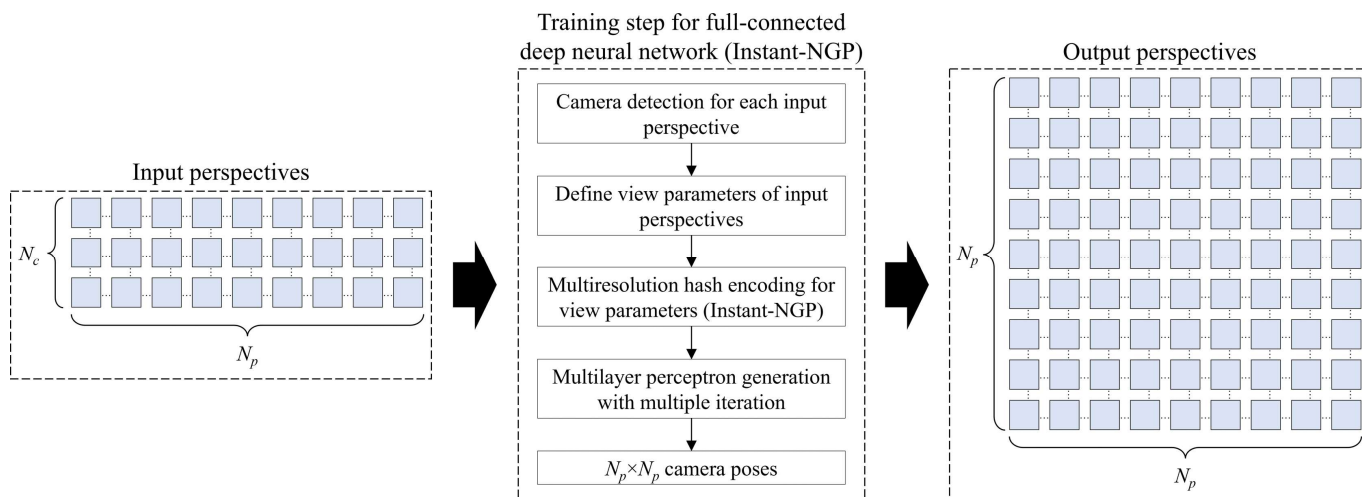 Input perspectives
N_c
N_p
Training step for full-connected
deep neural network (Instant-NGP)
Camera detection for each input
perspective
Define view parameters of input
perspectives
Multiresolution hash encoding for
view parameters (Instant-NGP)
Multilayer perceptron generation
with multiple iteration
N_p×N_p camera poses
Output perspectives
N_p
N_p